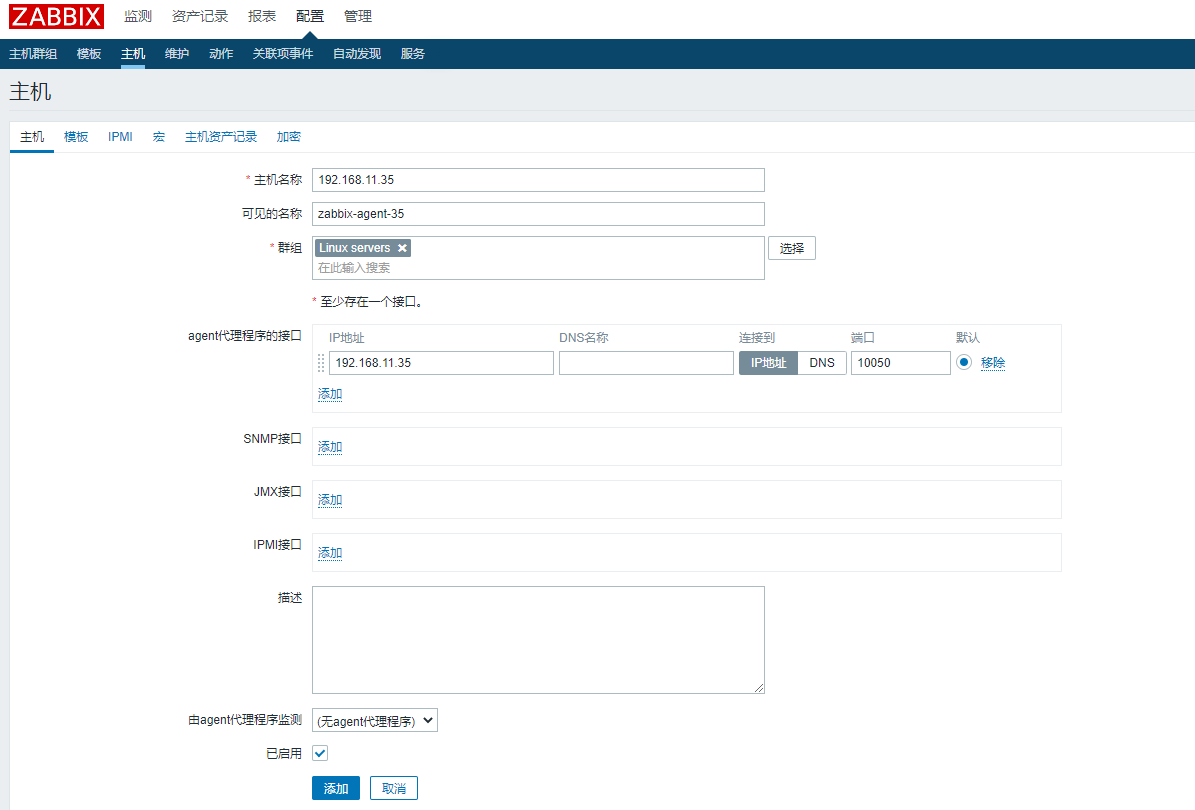 ZABBIX 监测 资产记录 报表 配置 管理
主机群组 模板 主机 维护 动作 关联项事件 自动发现 服务
主机
主机 模板 IPMI 宏 主机资产记录 加密
* 主机名称 192.168.11.35
可见的名称 zabbix-agent-35
* 群组 Linux servers 选择
在此输入搜索
* 至少存在一个接口。
agent代理程序的接口 IP地址 DNS名称 连接到 端口 默认
192.168.11.35 IP地址 DNS 10050 移除
添加
SNMP接口 添加
JMX接口 添加
IPMI接口 添加
描述
由agent代理程序监测 (无agent代理程序)
已启用
添加 取消